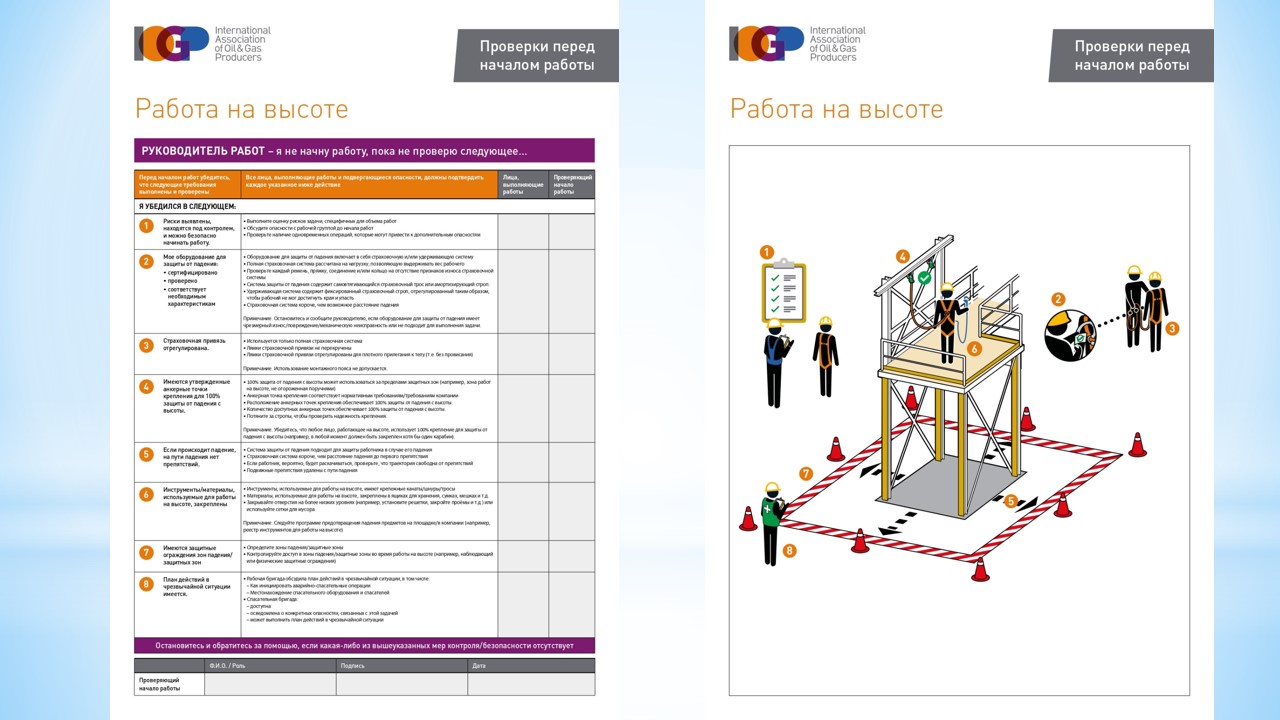 IOGP
International
Association
of Oil & Gas
Producers
Проверки перед
началом работы
Работа на высоте
РУКОВОДИТЕЛЬ РАБОТ – я не начну работу, пока не проверю следующее...
Перед началом работ убедитесь,
что следующие требования
выполнены и проверены
Все лица, выполняющие работы и подвергающиеся опасности, должны подтвердить
каждое указанное ниже действие
Лица,
выполняющие
работы
Проверяющий
начало
работы
Я УБЕДИЛСЯ В СЛЕДУЮЩЕМ:
1
Риски выявлены,
находятся под контролем,
и можно безопасно
начинать работу.
• Выполните оценку рисков задачи, специфичных для объема работ
• Обсудите опасности с рабочей группой до начала работ
• Проверьте наличие одновременных операций, которые могут привести к дополнительным опасностям
2
Мое оборудование для
защиты от падения:
• сертифицировано
• проверено
• соответствует
необходимым
характеристикам
• Оборудование для защиты от падения включает в себя страховочную и/или удерживающую систему
• Полная страховочная система рассчитана на нагрузку, позволяющую выдерживать вес рабочего
• Проверьте каждый ремень, пряжку, соединение и/или кольцо на отсутствие признаков износа страховочной
системы
• Система защиты от падения содержит самовтягивающийся страховочный трос или амортизирующий строп
• Удерживающая система содержит фиксированный страховочный строп, отрегулированный таким образом,
чтобы рабочий не мог достигнуть края и упасть
• Страховочная система короче, чем возможное расстояние падения
Примечание: Остановитесь и сообщите руководителю, если оборудование для защиты от падения имеет
чрезмерный износ/повреждения/механическую неисправность или не подходит для выполнения задачи.
3
Страховочная привязь
отрегулирована.
• Используется только полная страховочная система
• Лямки страховочной привязи не перекручены
• Лямки страховочной привязи отрегулированы для плотного прилегания к телу (т.е. без провисания)
Примечание: Использование монтажного пояса не допускается
4
Имеются утвержденные
анкерные точки
крепления для 100%
защиты от падения с
высоты.
• 100% защита от падения с высоты может использоваться за пределами защитных зон (например, зона работ
на высоте, не огороженная поручнями)
• Анкерная точка крепления соответствует нормативным требованиям/требованиям компании
• Расположение анкерных точек крепления обеспечивает 100% защиты от падения с высоты
• Количество доступных анкерных точек обеспечивает 100% защиты от падения с высоты.
• Потяните за стропы, чтобы проверить надежность крепления.
Примечание: Убедитесь, что любое лицо, работающее на высоте, использует 100% крепление для защиты от
падения с высоты (например, в любой момент должен быть закреплен хотя бы один карабин).
5
Если происходит падение,
на пути падения нет
препятствий.
• Система защиты от падения подходит для защиты работника в случае его падения
• Страховочная система короче, чем расстояние падения до первого препятствия
• Если работник, вероятно, будет раскачиваться, проверьте, что траектория свободна от препятствий
• Подвижные препятствия удалены с пути падения
6
Инструменты/материалы,
используемые для работы
на высоте, закреплены
• Инструменты, используемые для работы на высоте, имеют крепежные канаты/шнуры/тросы
• Материалы, используемые для работы на высоте, закреплены в ящиках для хранения, сумках, мешках и т.д.
• Закрывайте отверстия на более низких уровнях (например, установите решетки, закройте проёмы и т.д.) или
используйте сетки для мусора
Примечание: Следуйте программе предотвращения падения предметов на площадке/в компании (например,
реестр инструментов для работы на высоте)
7
Имеются защитные
ограждения зон падения/
защитных зон
• Определите зоны падения/защитные зоны
• Контролируйте доступ в зоны падения/защитные зоны во время работы на высоте (например, наблюдающий
или физические защитные ограждения)
8
План действий в
чрезвычайной ситуации
имеется.
• Рабочая бригада обсудила план действий в чрезвычайной ситуации, в том числе:
– Как инициировать аварийно-спасательные операции
– Местонахождение спасательного оборудования и спасателей
• Спасательная бригада:
– доступна
– осведомлена о конкретных опасностях, связанных с этой задачей
– может выполнить план действий в чрезвычайной ситуации
Остановитесь и обратитесь за помощью, если какая-либо из вышеуказанных мер контроля/безопасности отсутствует
Ф.И.О. / Роль
Подпись
Дата
Проверяющий
начало работы
IOGP
International
Association
of Oil & Gas
Producers
Проверки перед
началом работы
Работа на высоте
1
4
2
3
6
7
5
8